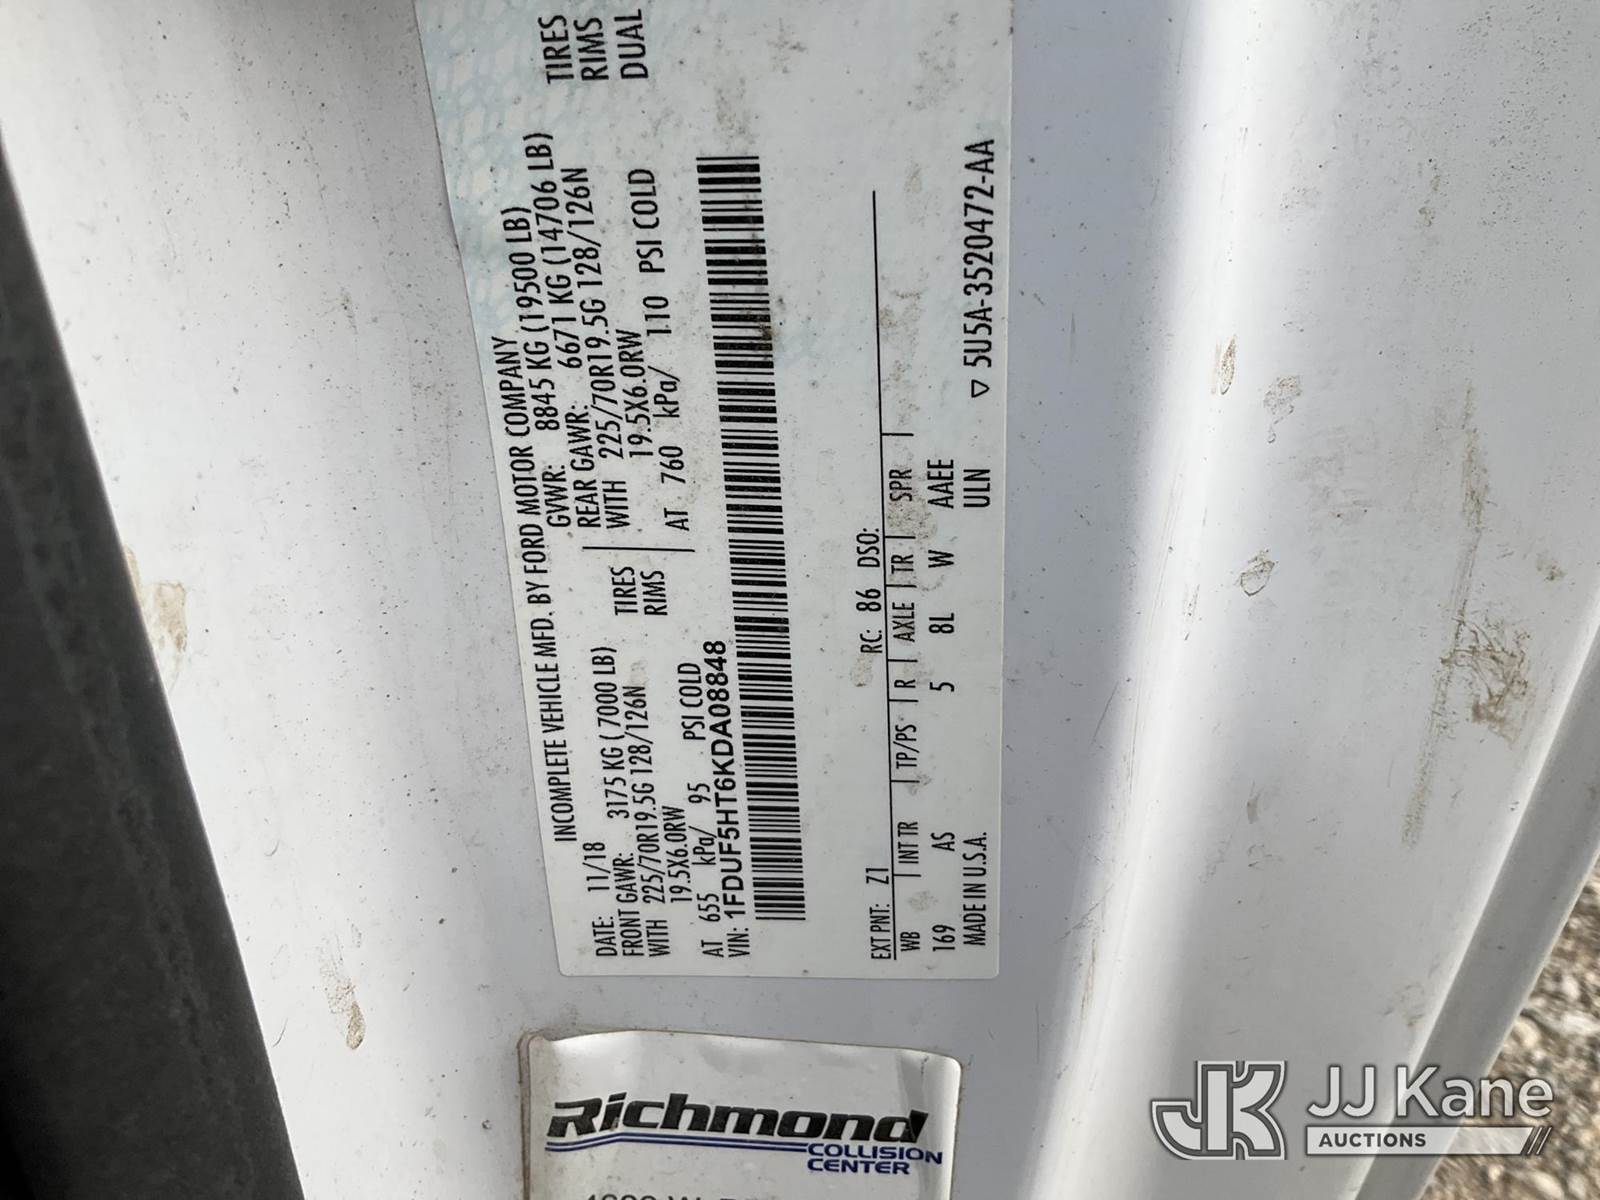 INCOMPLETE VEHICLE MFD. BY FORD MOTOR COMPANY
DATE: 11/18 GVWR: 8845 KG (19500 LB)
FRONT GAWR: 3175 KG (7000 LB) REAR GAWR: 6671 KG (14706 LB)
WITH 225/70R19.5G 128/126N TIRES WITH 225/70R19.5G 128/126N TIRES
19.5X6.0RW RIMS 19.5X6.0RW RIMS
AT 655 kPa/ 95 PSI COLD AT 760 kPa/ 110 PSI COLD DUAL
VIN: 1FDUF5HT6KDA08848
EXT PNT: Z1 RC: 86 DSO:
WB INT TR TP/PS R AXLE TR SPR
169 AS 5 8L W AAEE
MADE IN U.S.A. ULN ▽ 5U5A-3520472-AA
Richmond
COLLISION
CENTER
JK JJ Kane
AUCTIONS